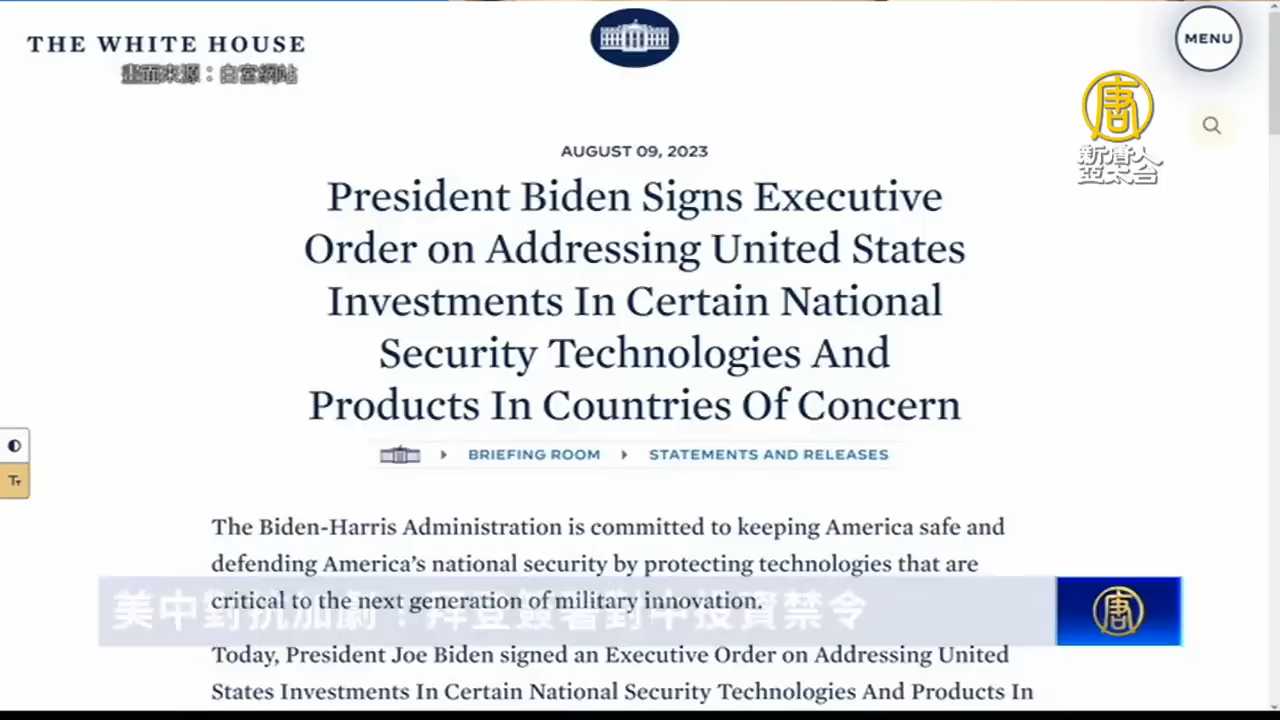 THE WHITE HOUSE
畫面來源：白宮網站
MENU
唐
新唐人
亞太台
AUGUST 09, 2023
President Biden Signs Executive
Order on Addressing United States
Investments In Certain National
Security Technologies And
Products In Countries Of Concern
BRIEFING ROOM
STATEMENTS AND RELEASES
Tт
The Biden-Harris Administration is committed to keeping America safe and
defending America’s national security by protecting technologies that are
critical to the next generation of military innovation.
美中對抗加劇 拜登簽署對中投資禁令
唐
Today, President Joe Biden signed an Executive Order on Addressing United
States Investments In Certain National Security Technologies And Products In